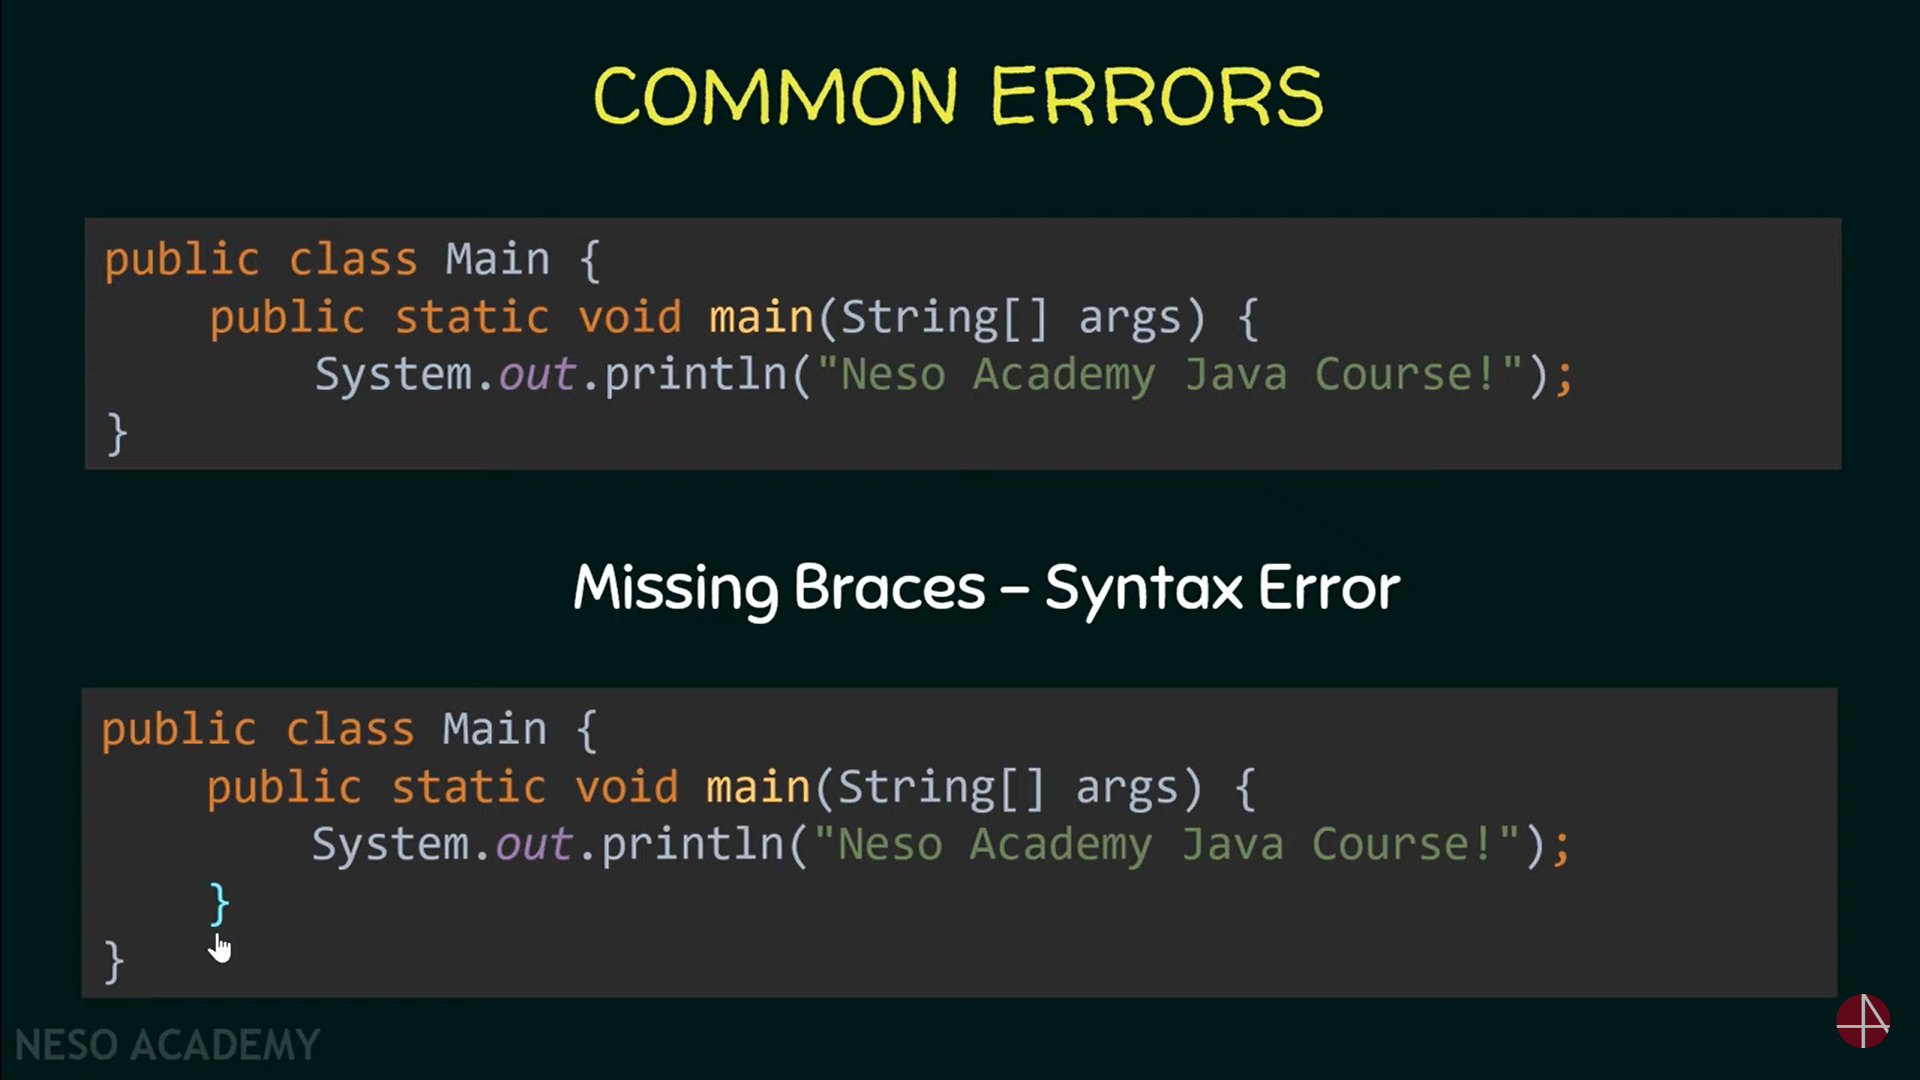 COMMON ERRORS
public class Main {
    public static void main(String[] args) {
        System.out.println("Neso Academy Java Course!");
}
Missing Braces – Syntax Error
public class Main {
    public static void main(String[] args) {
        System.out.println("Neso Academy Java Course!");
    }
}
NESO ACADEMY